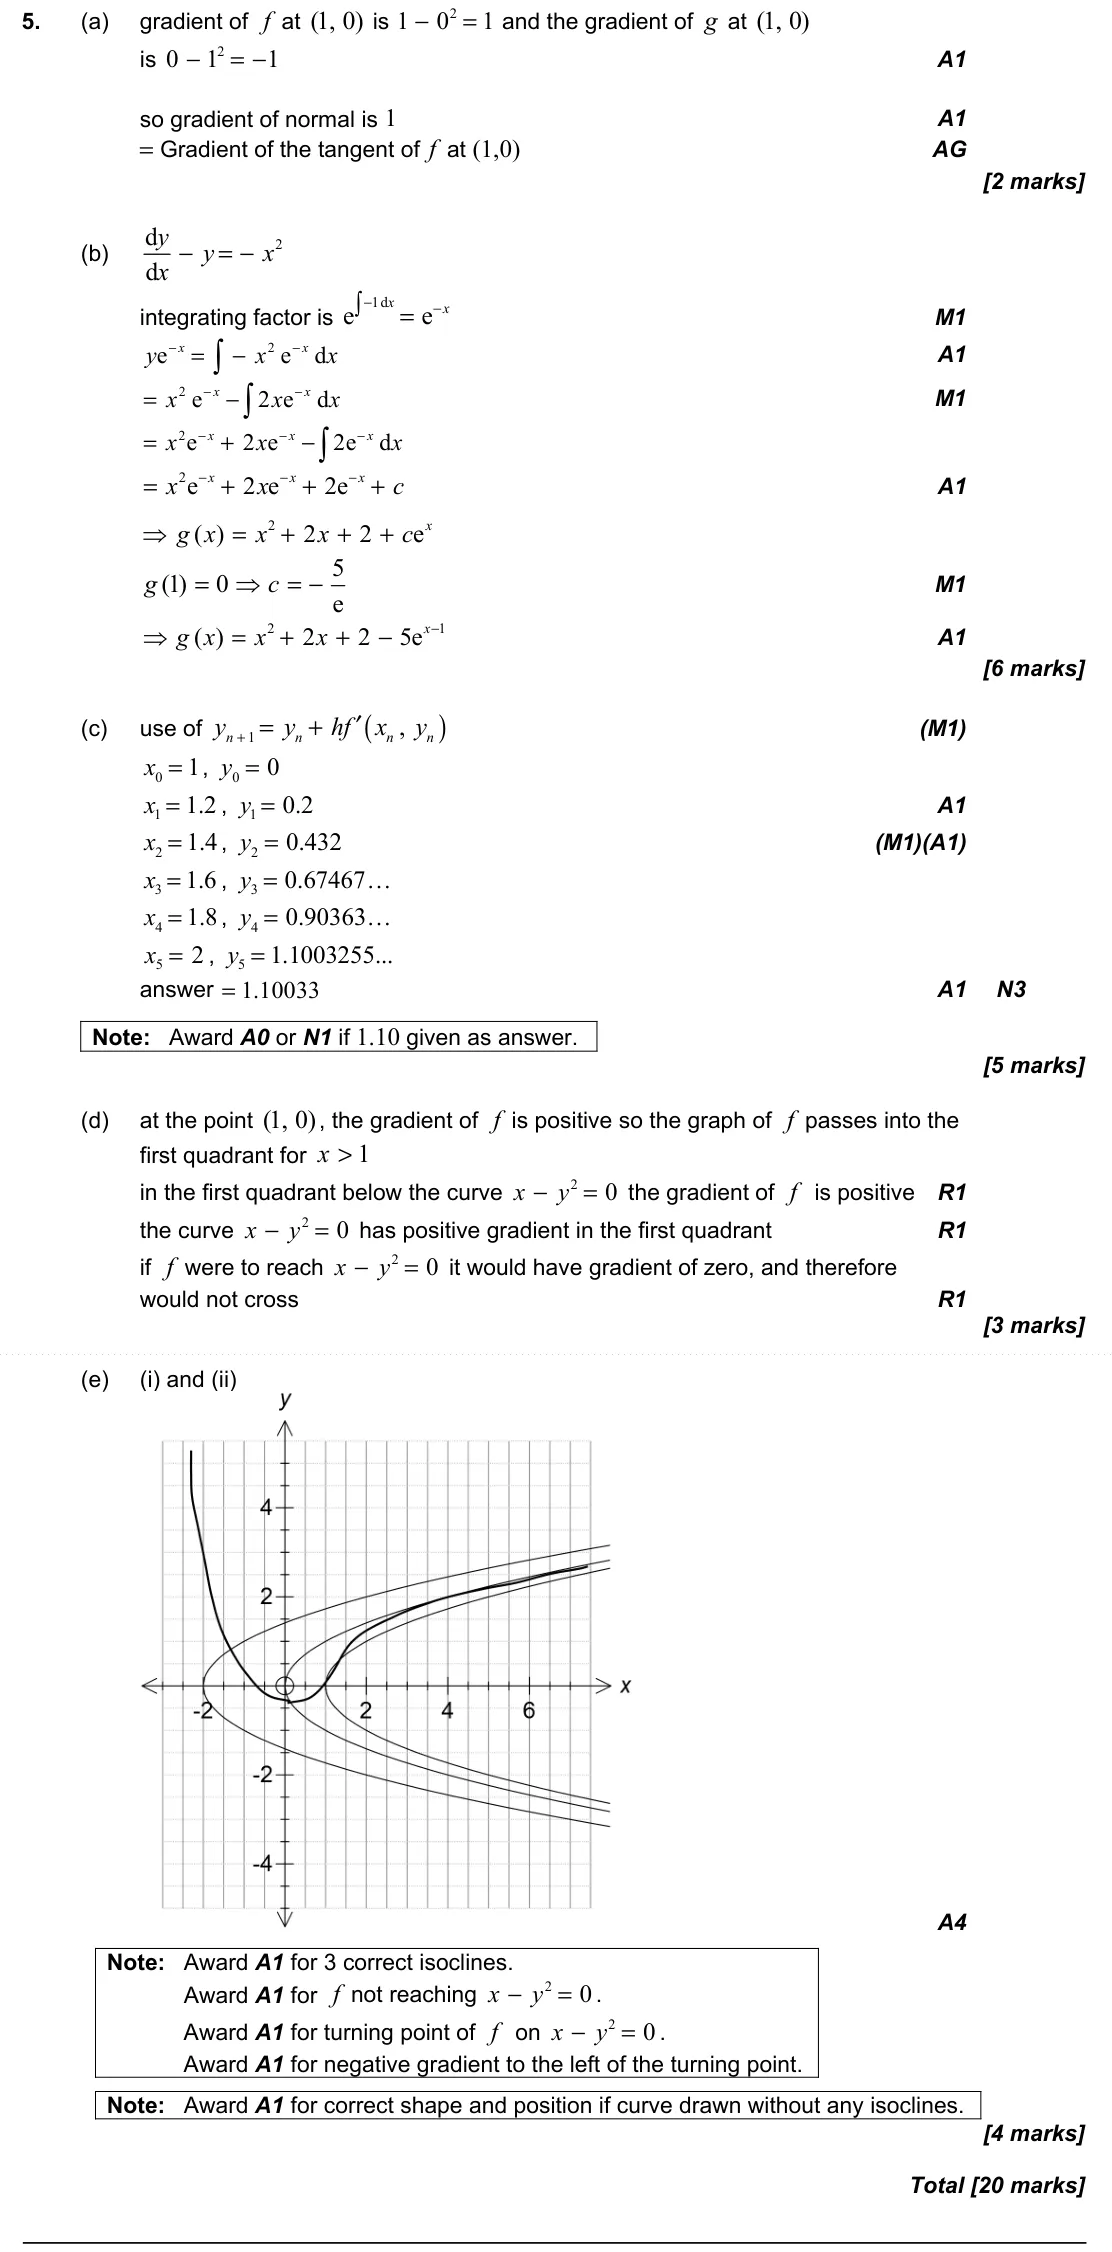 5. (a) gradient of f at (1, 0) is 1 − 0² = 1 and the gradient of g at (1, 0)
is 0 − 1² = −1 A1
so gradient of normal is 1 A1
= Gradient of the tangent of f at (1,0) AG
[2 marks]
(b) dy/dx − y = − x²
integrating factor is e^{∫−1dx} = e^{−x} M1
ye^{−x} = ∫ − x² e^{−x} dx A1
= x² e^{−x} − ∫ 2xe^{−x} dx M1
= x²e^{−x} + 2xe^{−x} − ∫ 2e^{−x} dx
= x²e^{−x} + 2xe^{−x} + 2e^{−x} + c A1
⇒ g(x) = x² + 2x + 2 + ce^x
g(1) = 0 ⇒ c = − 5/e M1
⇒ g(x) = x² + 2x + 2 − 5e^{x−1} A1
[6 marks]
(c) use of y_{n+1} = y_n + hf′(x_n, y_n) (M1)
x₀ = 1, y₀ = 0
x₁ = 1.2, y₁ = 0.2 A1
x₂ = 1.4, y₂ = 0.432 (M1)(A1)
x₃ = 1.6, y₃ = 0.67467…
x₄ = 1.8, y₄ = 0.90363…
x₅ = 2, y₅ = 1.1003255...
answer = 1.10033 A1 N3
Note: Award A0 or N1 if 1.10 given as answer.
[5 marks]
(d) at the point (1, 0), the gradient of f is positive so the graph of f passes into the
first quadrant for x > 1
in the first quadrant below the curve x − y² = 0 the gradient of f is positive R1
the curve x − y² = 0 has positive gradient in the first quadrant R1
if f were to reach x − y² = 0 it would have gradient of zero, and therefore
would not cross R1
[3 marks]
(e) (i) and (ii)
y
4
2
x
-2 2 4 6
-2
-4
A4
Note: Award A1 for 3 correct isoclines.
Award A1 for f not reaching x − y² = 0.
Award A1 for turning point of f on x − y² = 0.
Award A1 for negative gradient to the left of the turning point.
Note: Award A1 for correct shape and position if curve drawn without any isoclines.
[4 marks]
Total [20 marks]